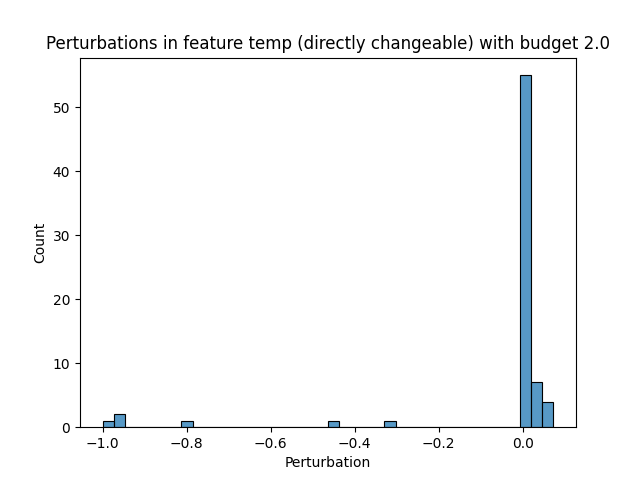 Perturbations in feature temp (directly changeable) with budget 2.0
Count
50
40
30
20
10
0
−1.0 −0.8 −0.6 −0.4 −0.2 0.0
Perturbation